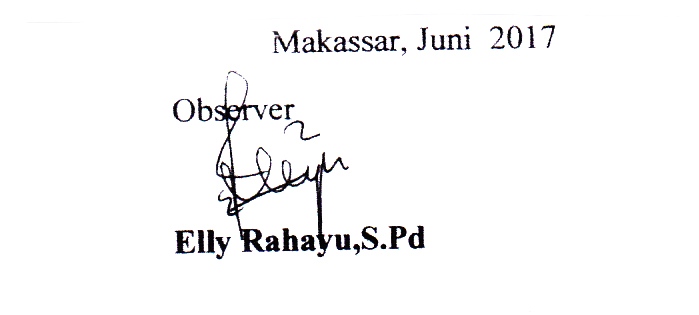 Makassar, Juni 2017
Observer
Elly Rahayu,S.Pd